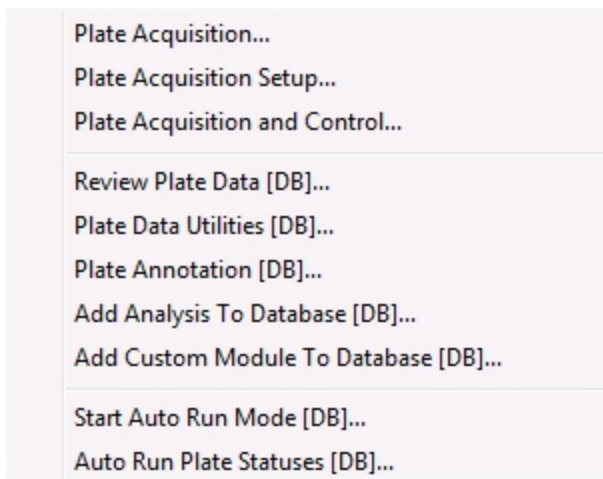 Plate Acquisition...
Plate Acquisition Setup...
Plate Acquisition and Control...
Review Plate Data [DB]...
Plate Data Utilities [DB]...
Plate Annotation [DB]...
Add Analysis To Database [DB]...
Add Custom Module To Database [DB]...
Start Auto Run Mode [DB]...
Auto Run Plate Statuses [DB]...